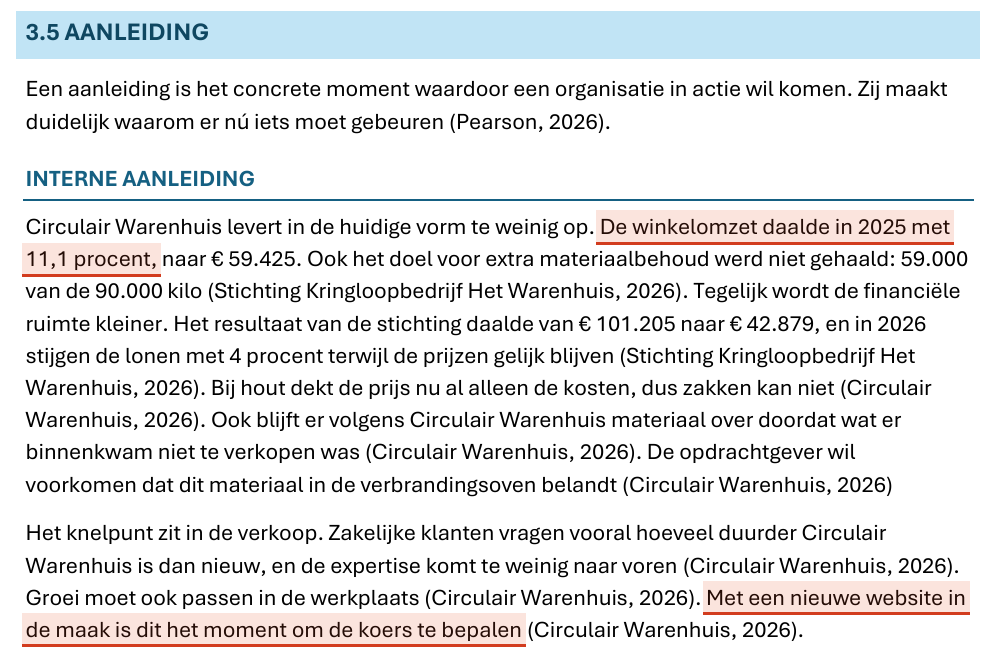 3.5 AANLEIDING
Een aanleiding is het concrete moment waardoor een organisatie in actie wil komen. Zij maakt
duidelijk waarom er nú iets moet gebeuren (Pearson, 2026).
INTERNE AANLEIDING
Circulair Warenhuis levert in de huidige vorm te weinig op. De winkelomzet daalde in 2025 met
11,1 procent, naar € 59.425. Ook het doel voor extra materiaalbehoud werd niet gehaald: 59.000
van de 90.000 kilo (Stichting Kringloopbedrijf Het Warenhuis, 2026). Tegelijk wordt de financiële
ruimte kleiner. Het resultaat van de stichting daalde van € 101.205 naar € 42.879, en in 2026
stijgen de lonen met 4 procent terwijl de prijzen gelijk blijven (Stichting Kringloopbedrijf Het
Warenhuis, 2026). Bij hout dekt de prijs nu al alleen de kosten, dus zakken kan niet (Circulair
Warenhuis, 2026). Ook blijft er volgens Circulair Warenhuis materiaal over doordat wat er
binnenkwam niet te verkopen was (Circulair Warenhuis, 2026). De opdrachtgever wil
voorkomen dat dit materiaal in de verbrandingsoven belandt (Circulair Warenhuis, 2026)
Het knelpunt zit in de verkoop. Zakelijke klanten vragen vooral hoeveel duurder Circulair
Warenhuis is dan nieuw, en de expertise komt te weinig naar voren (Circulair Warenhuis, 2026).
Groei moet ook passen in de werkplaats (Circulair Warenhuis, 2026). Met een nieuwe website in
de maak is dit het moment om de koers te bepalen (Circulair Warenhuis, 2026).